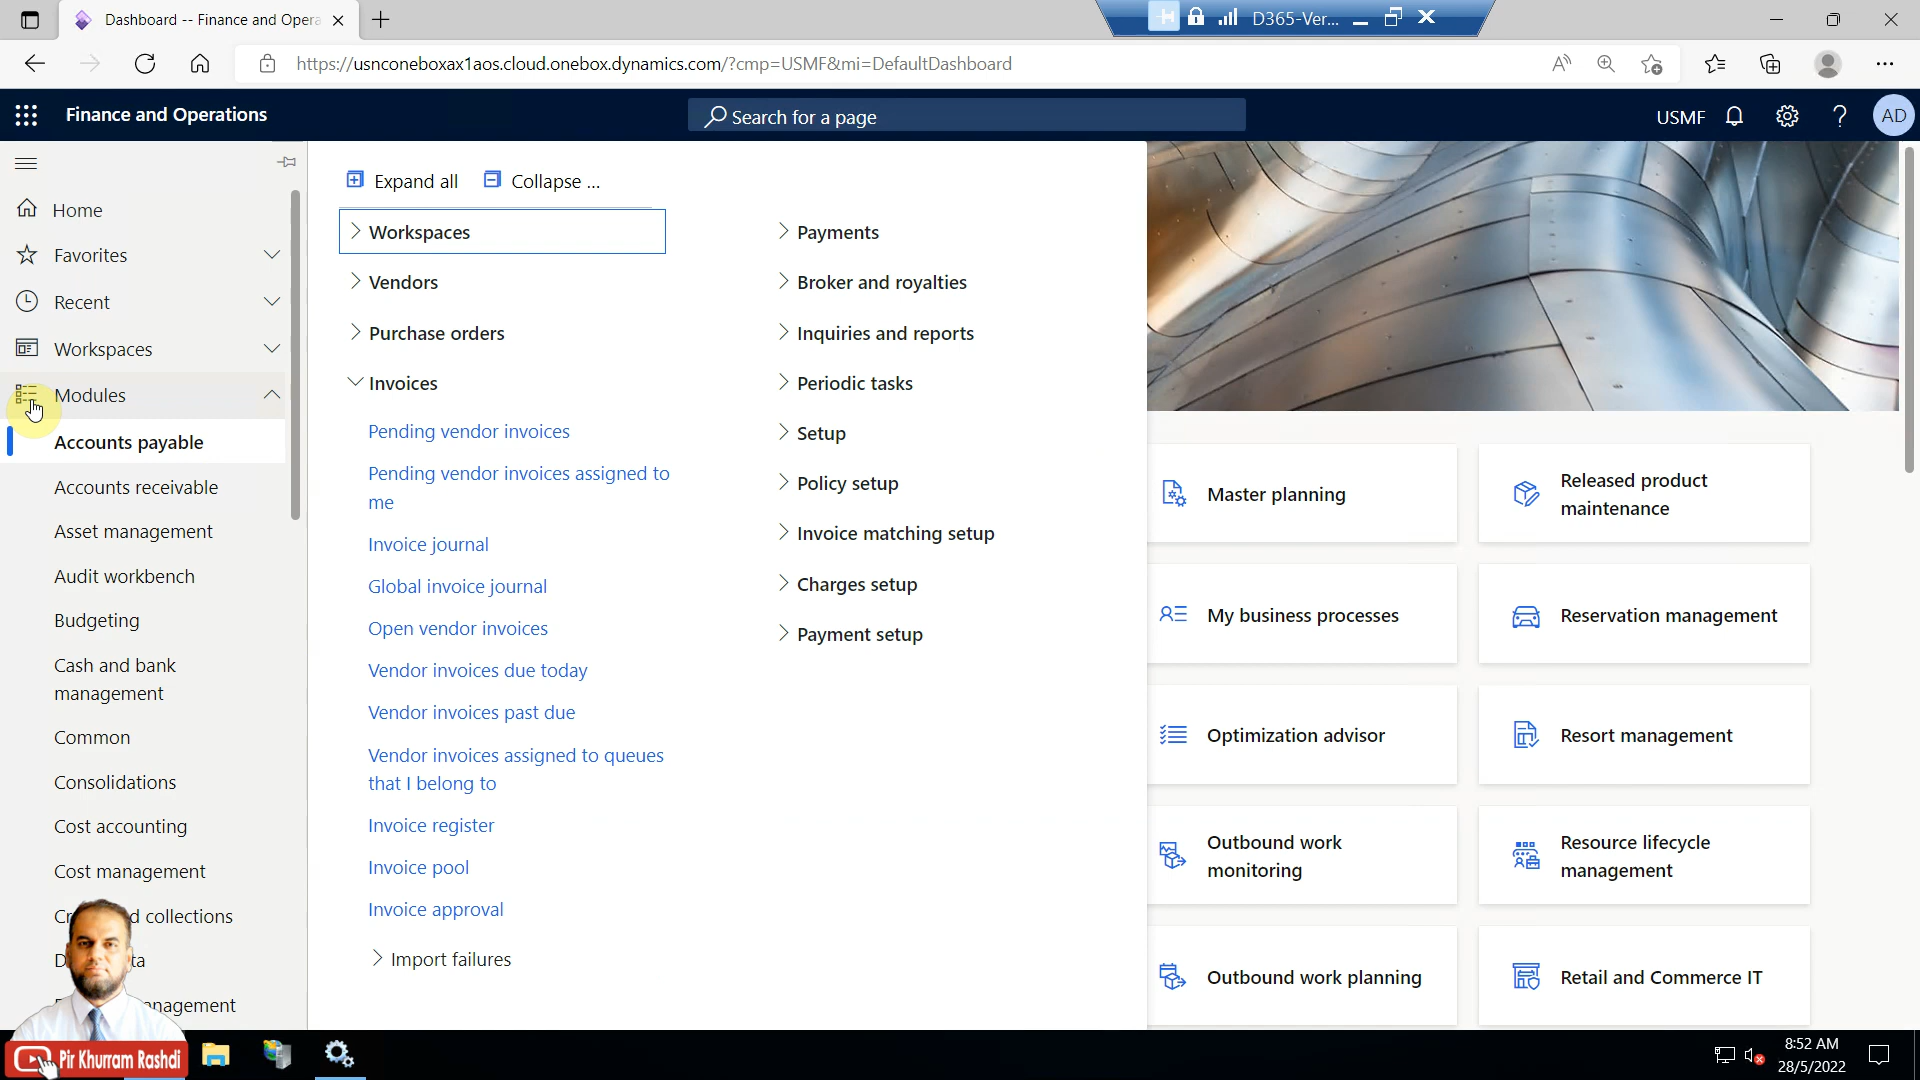 Dashboard -- Finance and Opera
D365-Ver...
https://usnconeboxax1aos.cloud.onebox.dynamics.com/?cmp=USMF&mi=DefaultDashboard
Finance and Operations
Search for a page
USMF
?
AD
Home
Favorites
Recent
Workspaces
Modules
Accounts payable
Accounts receivable
Asset management
Audit workbench
Budgeting
Cash and bank
management
Common
Consolidations
Cost accounting
Cost management
collections
Expand all
Collapse ...
Workspaces
Vendors
Purchase orders
Invoices
Pending vendor invoices
Pending vendor invoices assigned to
me
Invoice journal
Global invoice journal
Open vendor invoices
Vendor invoices due today
Vendor invoices past due
Vendor invoices assigned to queues
that I belong to
Invoice register
Invoice pool
Invoice approval
Import failures
Payments
Broker and royalties
Inquiries and reports
Periodic tasks
Setup
Policy setup
Invoice matching setup
Charges setup
Payment setup
Master planning
Released product
maintenance
My business processes
Reservation management
Optimization advisor
Resort management
Outbound work
monitoring
Resource lifecycle
management
Outbound work planning
Retail and Commerce IT
Pir Khurram Rashdi
8:52 AM
28/5/2022